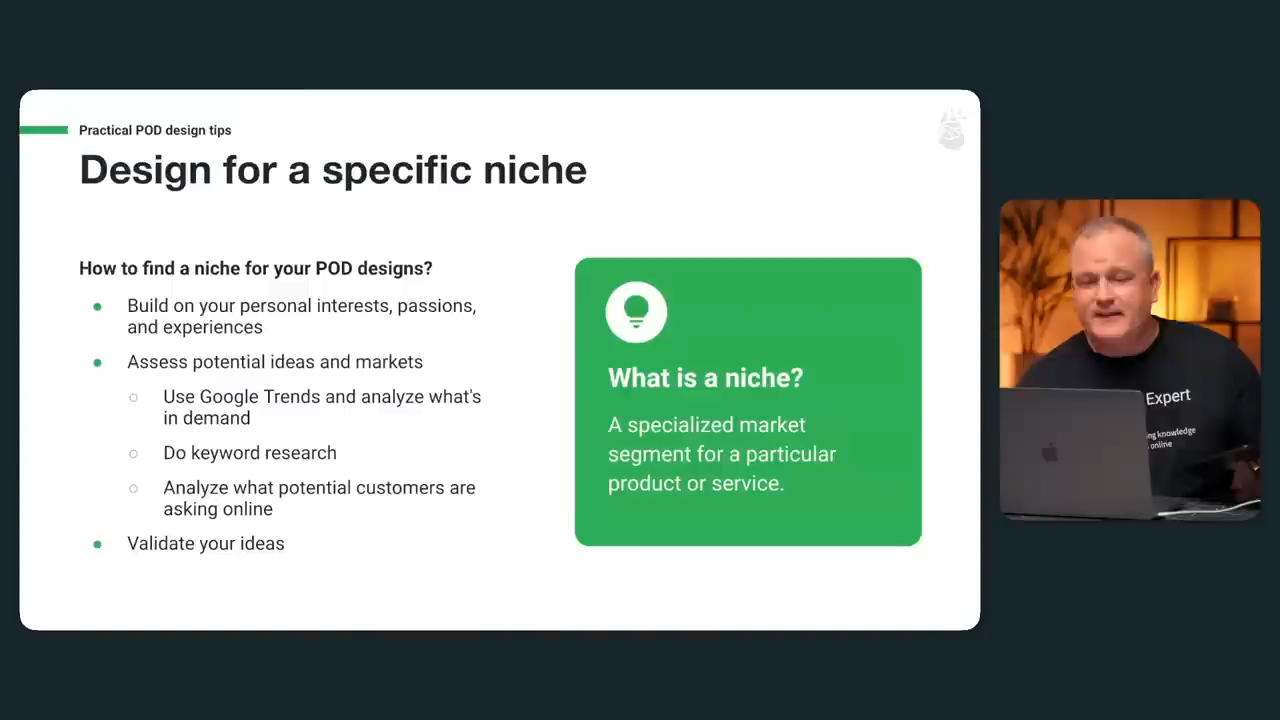 Practical POD design tips
Design for a specific niche
How to find a niche for your POD designs?
Build on your personal interests, passions,
and experiences
Assess potential ideas and markets
Use Google Trends and analyze what's
in demand
Do keyword research
Analyze what potential customers are
asking online
Validate your ideas
What is a niche?
A specialized market
segment for a particular
product or service.
Expert
knowledge
online